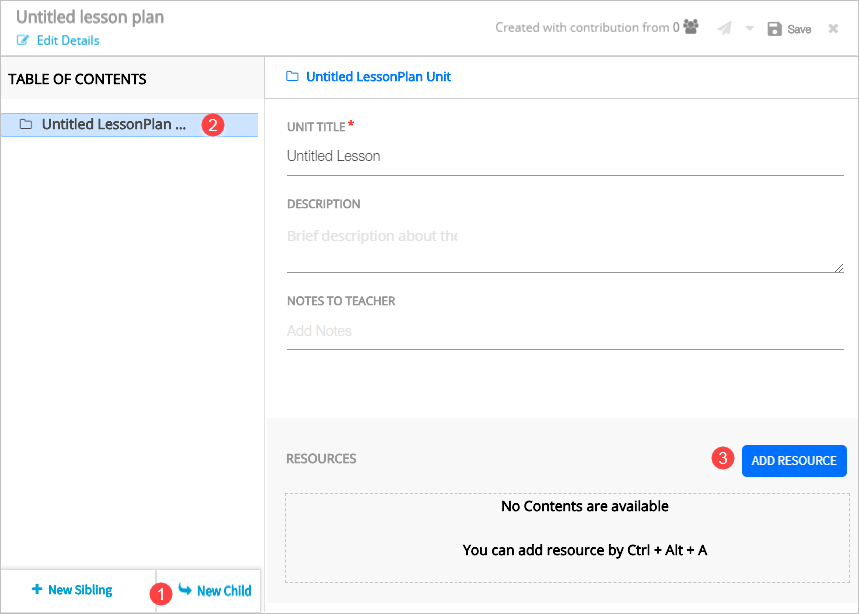 Untitled lesson plan
Edit Details
Created with contribution from 0
Save
TABLE OF CONTENTS
Untitled LessonPlan ... 2
Untitled LessonPlan Unit
UNIT TITLE *
Untitled Lesson
DESCRIPTION
Brief description about the
NOTES TO TEACHER
Add Notes
RESOURCES
3 ADD RESOURCE
No Contents are available
You can add resource by Ctrl + Alt + A
+ New Sibling
1 New Child